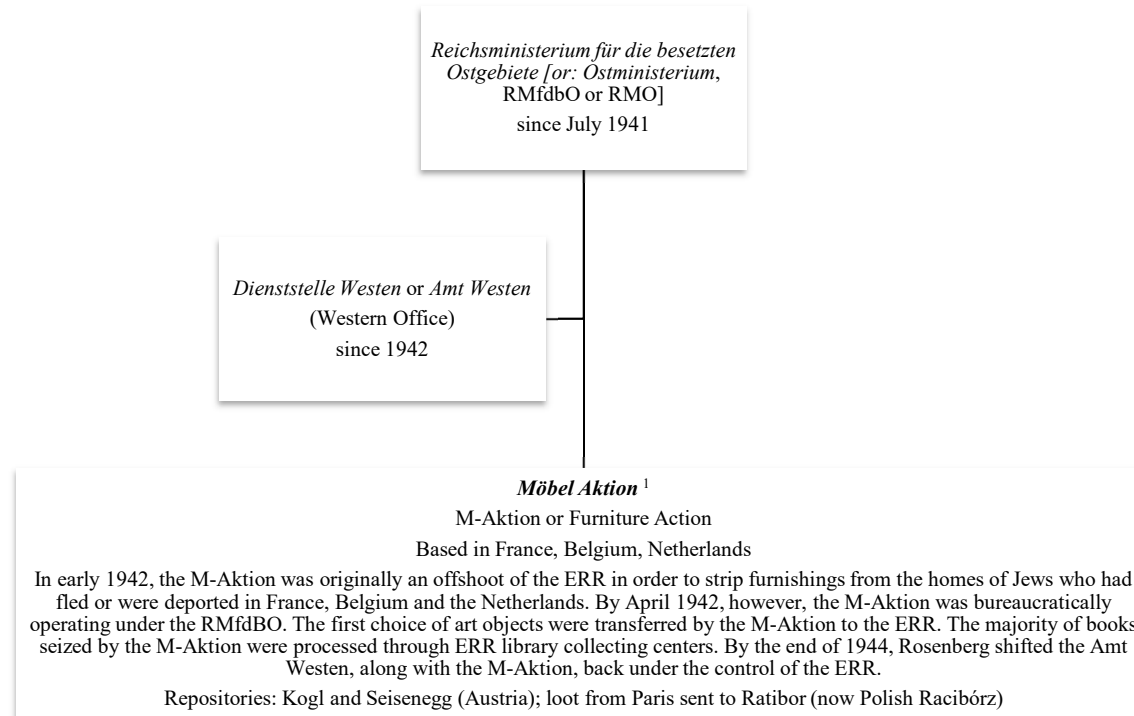 Reichsministerium für die besetzten
Ostgebiete [or: Ostministerium,
RMfdbO or RMO]
since July 1941
Dienststelle Westen or Amt Westen
(Western Office)
since 1942
Möbel Aktion 1
M-Aktion or Furniture Action
Based in France, Belgium, Netherlands
In early 1942, the M-Aktion was originally an offshoot of the ERR in order to strip furnishings from the homes of Jews who had
fled or were deported in France, Belgium and the Netherlands. By April 1942, however, the M-Aktion was bureaucratically
operating under the RMfdBO. The first choice of art objects were transferred by the M-Aktion to the ERR. The majority of books
seized by the M-Aktion were processed through ERR library collecting centers. By the end of 1944, Rosenberg shifted the Amt
Westen, along with the M-Aktion, back under the control of the ERR.
Repositories: Kogl and Seisenegg (Austria); loot from Paris sent to Ratibor (now Polish Racibórz)